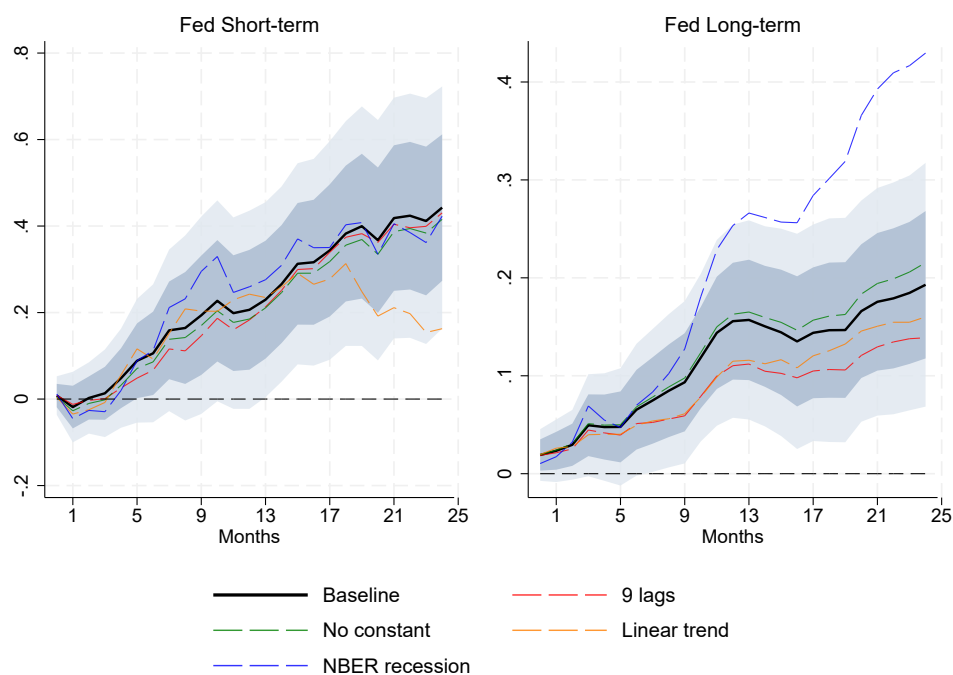 Fed Short-term
.8
.6
.4
.2
0
-.2
1 5 9 13 17 21 25
Months
Fed Long-term
.4
.3
.2
.1
0
1 5 9 13 17 21 25
Months
Baseline 9 lags
No constant Linear trend
NBER recession